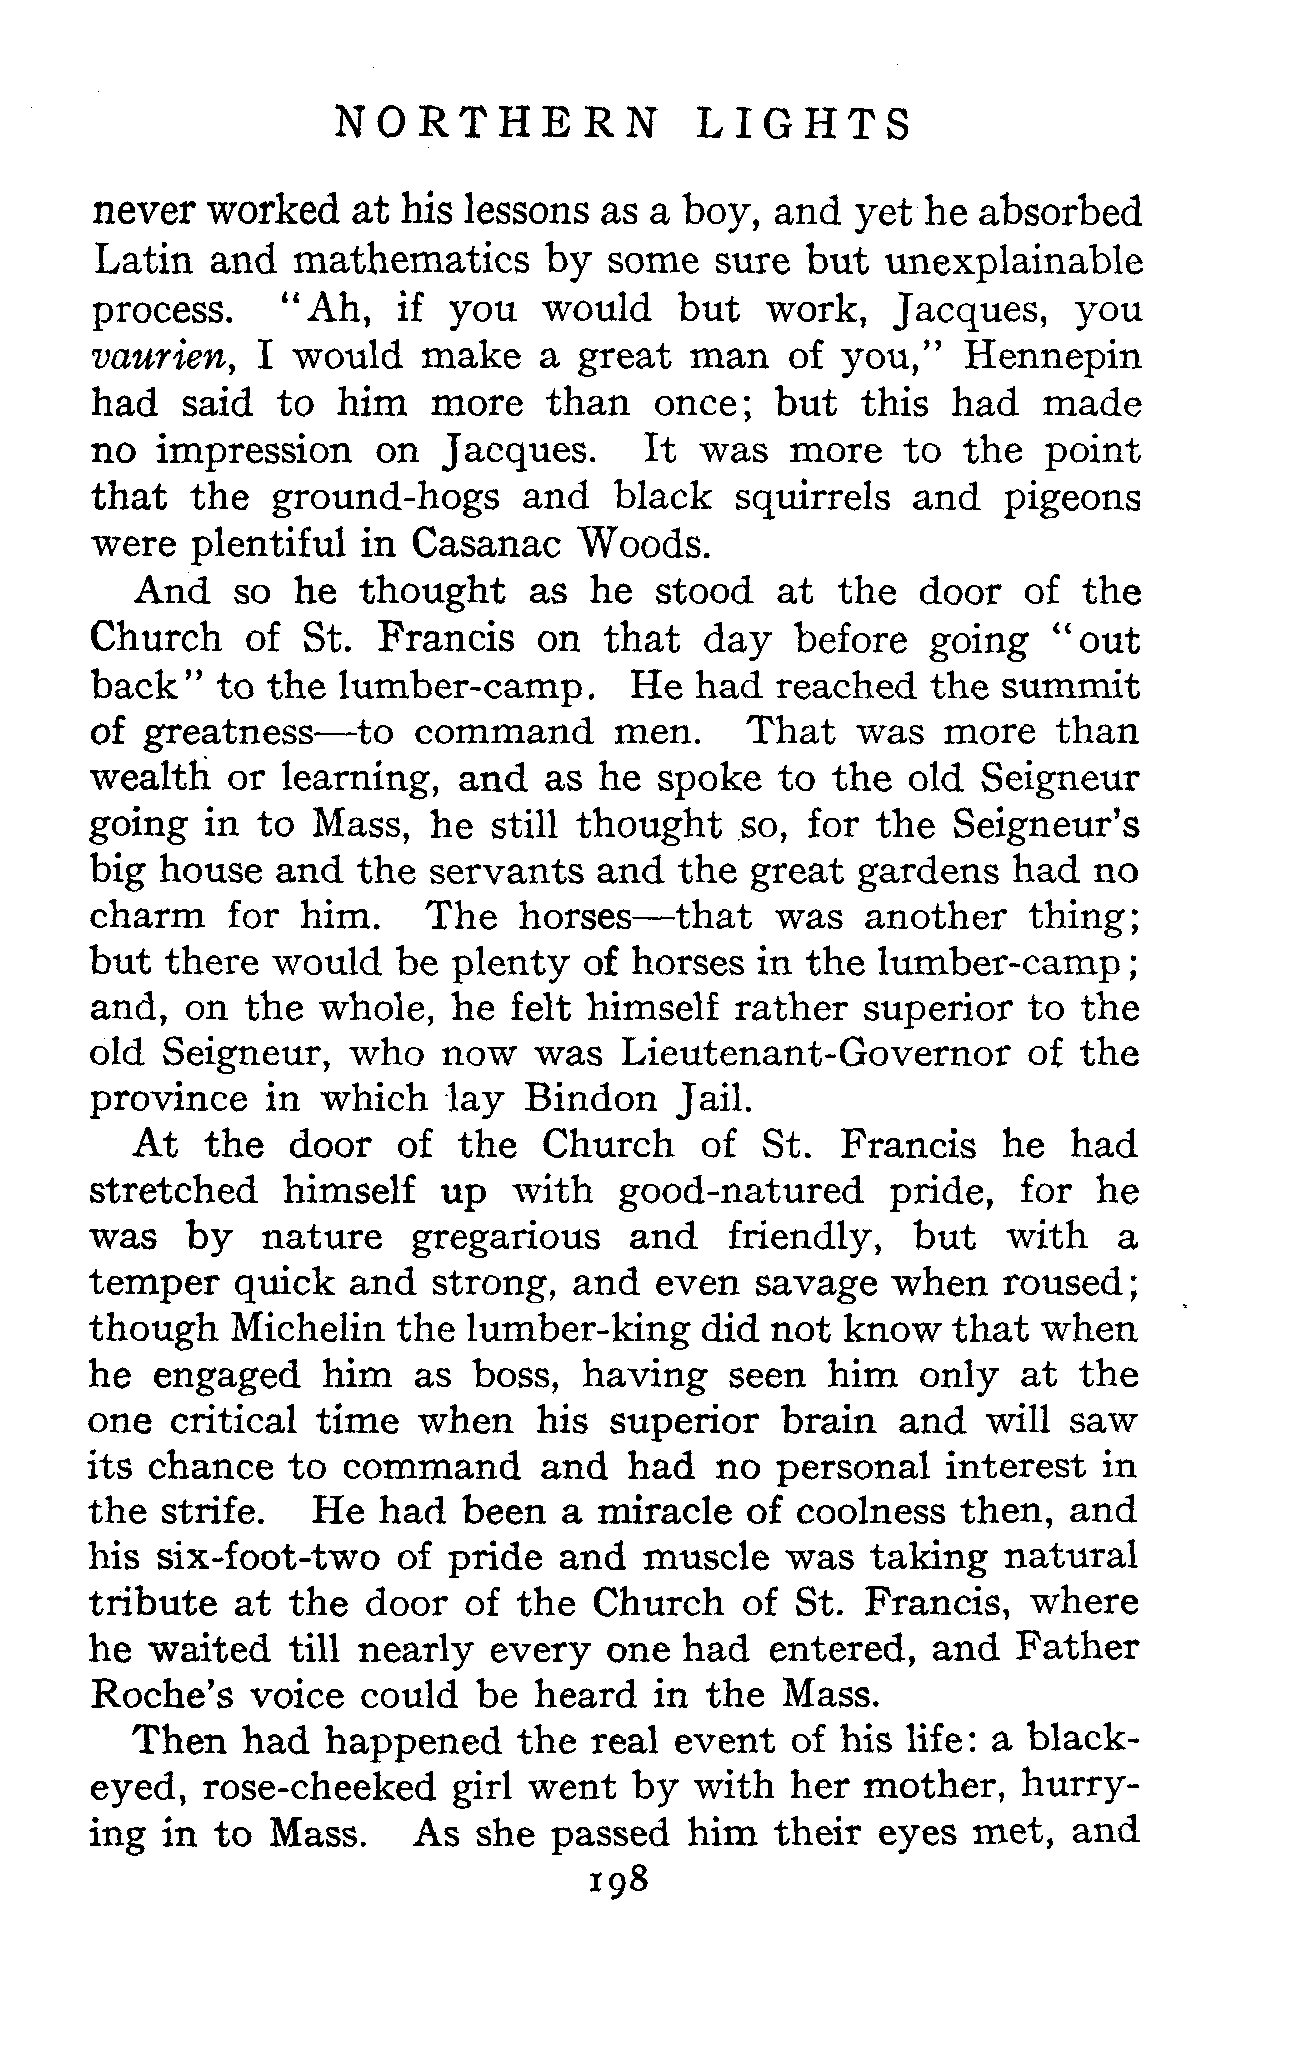 NORTHERN LIGHTS
never worked at his lessons as a boy, and yet he absorbed
Latin and mathematics by some sure but unexplainable
process. "Ah, if you would but work, Jacques, you
vaurien, I would make a great man of you," Hennepin
had said to him more than once; but this had made
no impression on Jacques. It was more to the point
that the ground-hogs and black squirrels and pigeons
were plentiful in Casanac Woods.
And so he thought as he stood at the door of the
Church of St. Francis on that day before going "out
back" to the lumber-camp. He had reached the summit
of greatness—to command men. That was more than
wealth or learning, and as he spoke to the old Seigneur
going in to Mass, he still thought so, for the Seigneur's
big house and the servants and the great gardens had no
charm for him. The horses—that was another thing;
but there would be plenty of horses in the lumber-camp;
and, on the whole, he felt himself rather superior to the
old Seigneur, who now was Lieutenant-Governor of the
province in which lay Bindon Jail.
At the door of the Church of St. Francis he had
stretched himself up with good-natured pride, for he
was by nature gregarious and friendly, but with a
temper quick and strong, and even savage when roused;
though Michelin the lumber-king did not know that when
he engaged him as boss, having seen him only at the
one critical time when his superior brain and will saw
its chance to command and had no personal interest in
the strife. He had been a miracle of coolness then, and
his six-foot-two of pride and muscle was taking natural
tribute at the door of the Church of St. Francis, where
he waited till nearly every one had entered, and Father
Roche's voice could be heard in the Mass.
Then had happened the real event of his life: a black-
eyed, rose-cheeked girl went by with her mother, hurry-
ing in to Mass. As she passed him their eyes met, and
198